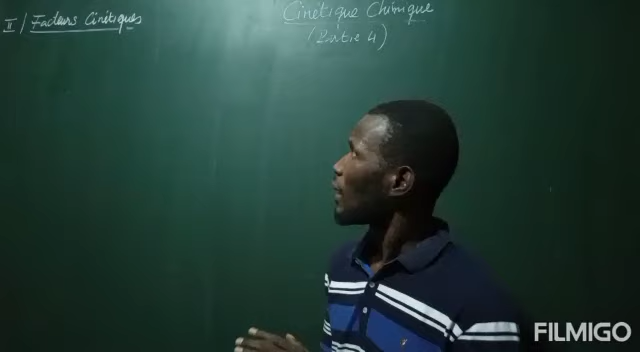 Cinétique Chimique
(Partie 4)
II / Facteurs Cinétiques
FILMIGO